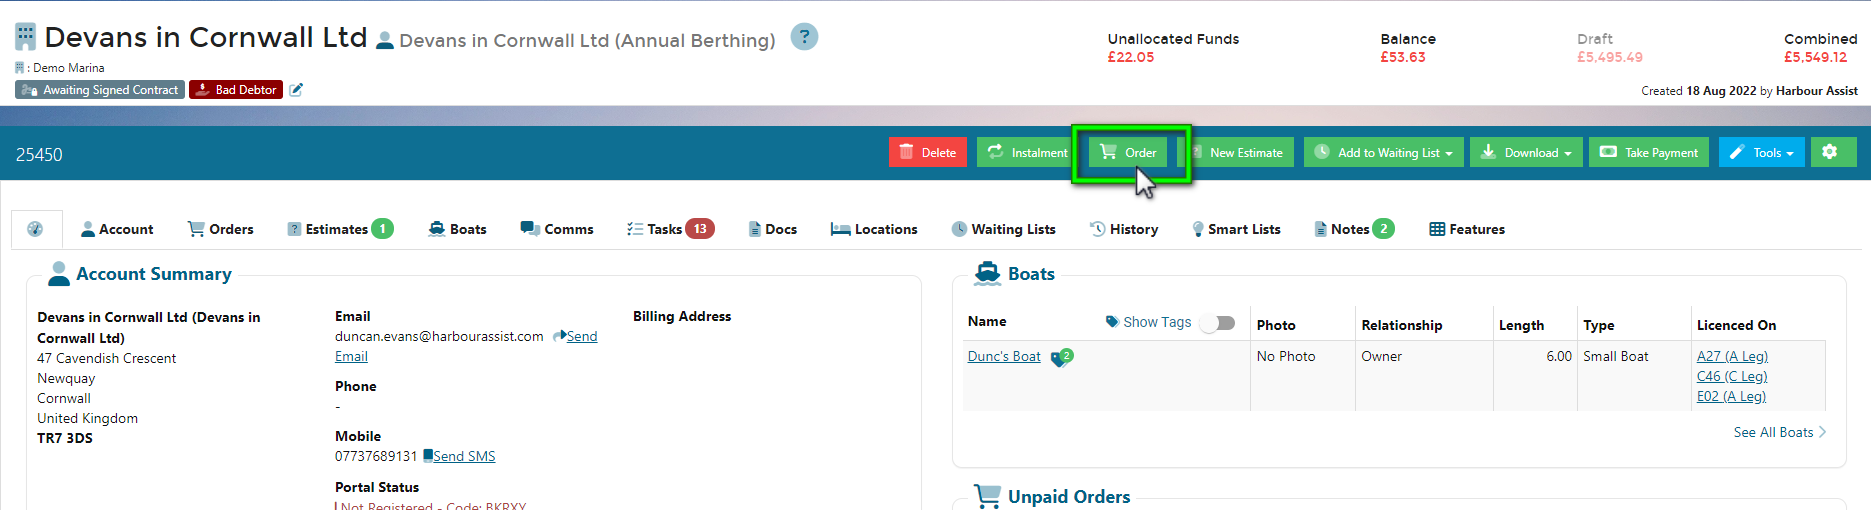 Devans in Cornwall Ltd Devans in Cornwall Ltd (Annual Berthing) ?
: Demo Marina
Awaiting Signed Contract Bad Debtor
Unallocated Funds Balance Draft Combined
£22.05 £53.63 £5,495.49 £5,549.12
Created 18 Aug 2022 by Harbour Assist
25450 Delete Instalment Order New Estimate Add to Waiting List Download Take Payment Tools
Account Orders Estimates 1 Boats Comms Tasks 13 Docs Locations Waiting Lists History Smart Lists Notes 2 Features
Account Summary
Devans in Cornwall Ltd (Devans in
Cornwall Ltd)
47 Cavendish Crescent
Newquay
Cornwall
United Kingdom
TR7 3DS
Email
duncan.evans@harbourassist.com Send
Email
Phone
-
Mobile
07737689131 Send SMS
Portal Status
Not Registered - Code: BKRXY
Billing Address
Boats
Name Show Tags Photo Relationship Length Type Licenced On
Dunc's Boat 2 No Photo Owner 6.00 Small Boat A27 (A Leg)
C46 (C Leg)
E02 (A Leg)
See All Boats
Unpaid Orders